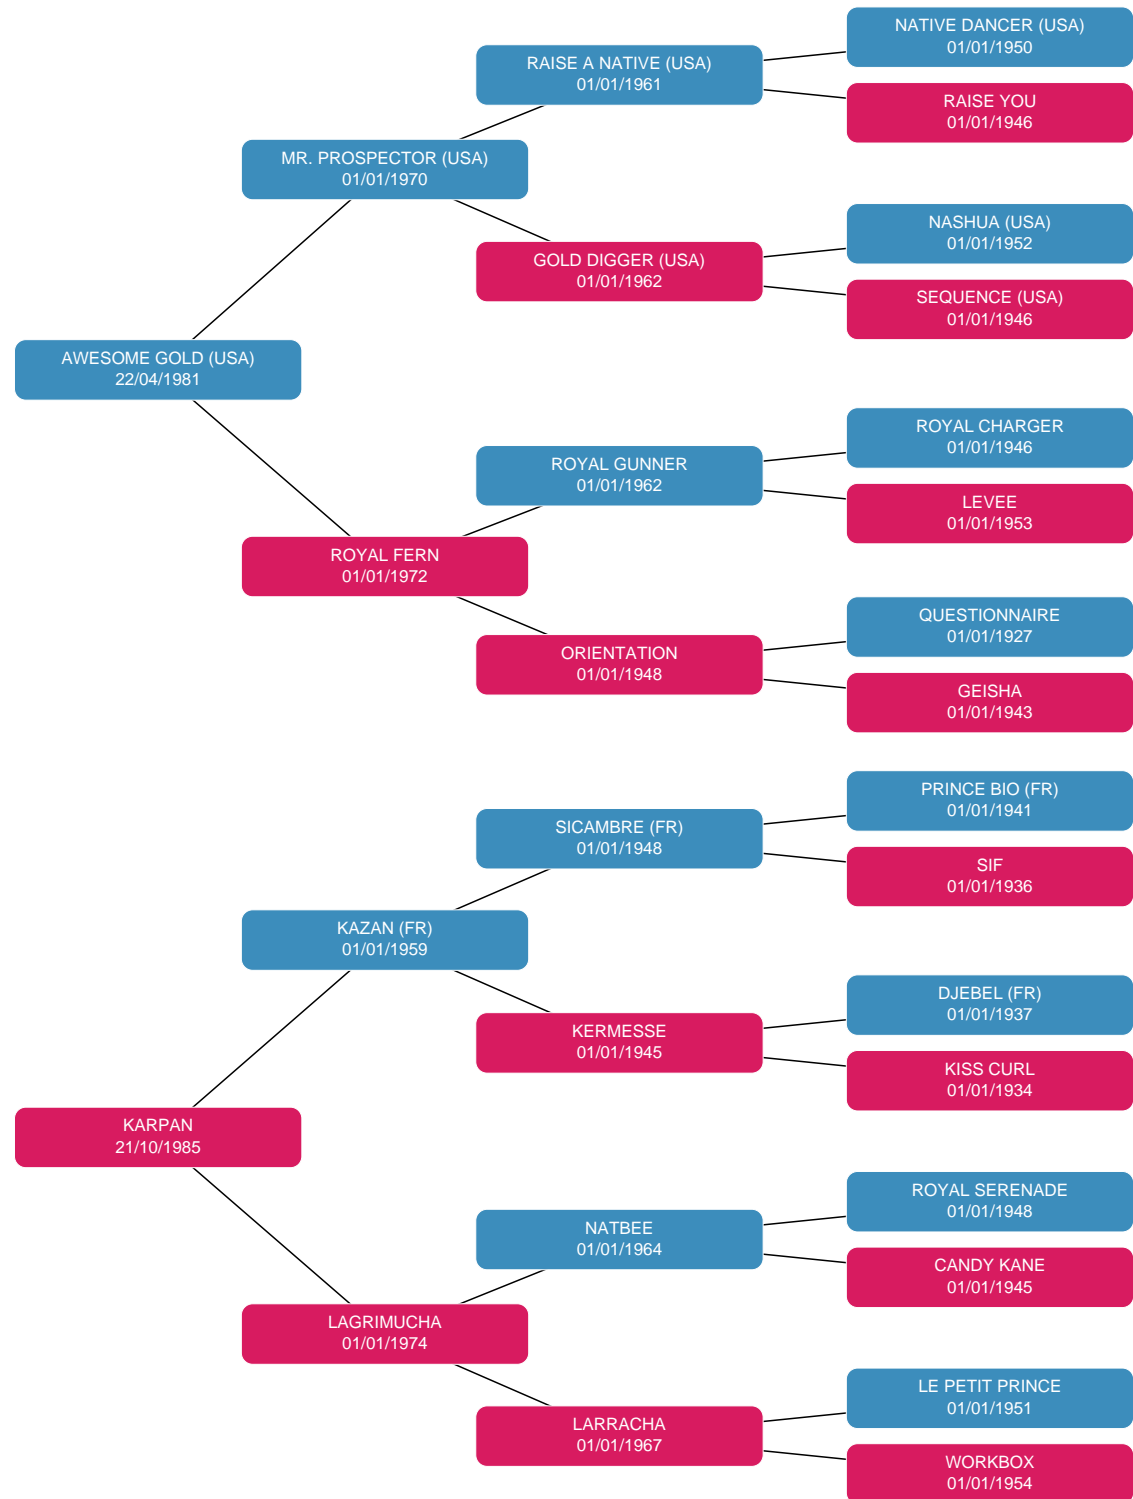 NATIVE DANCER (USA)
01/01/1950
RAISE A NATIVE (USA)
01/01/1961
RAISE YOU
01/01/1946
MR. PROSPECTOR (USA)
01/01/1970
NASHUA (USA)
01/01/1952
GOLD DIGGER (USA)
01/01/1962
SEQUENCE (USA)
01/01/1946
AWESOME GOLD (USA)
22/04/1981
ROYAL CHARGER
01/01/1946
ROYAL GUNNER
01/01/1962
LEVEE
01/01/1953
ROYAL FERN
01/01/1972
QUESTIONNAIRE
01/01/1927
ORIENTATION
01/01/1948
GEISHA
01/01/1943
PRINCE BIO (FR)
01/01/1941
SICAMBRE (FR)
01/01/1948
SIF
01/01/1936
KAZAN (FR)
01/01/1959
DJEBEL (FR)
01/01/1937
KERMESSE
01/01/1945
KISS CURL
01/01/1934
KARPAN
21/10/1985
ROYAL SERENADE
01/01/1948
NATBEE
01/01/1964
CANDY KANE
01/01/1945
LAGRIMUCHA
01/01/1974
LE PETIT PRINCE
01/01/1951
LARRACHA
01/01/1967
WORKBOX
01/01/1954